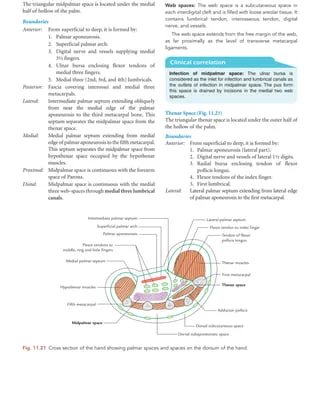 The triangular midpalmar space is located under the medial
half of hollow of the palm.
Boundaries
Anterior: From superficial to deep, it is formed by:
1. Palmar aponeurosis.
2. Superficial palmar arch.
3. Digital nerve and vessels supplying medial
3½ fingers.
4. Ulnar bursa enclosing flexor tendons of
medial three fingers.
5. Medial three (2nd, 3rd, and 4th) lumbricals.
Posterior: Fascia covering interossei and medial three
metacarpals.
Lateral: Intermediate palmar septum extending obliquely
from near the medial edge of the palmar
aponeurosis to the third metacarpal bone. This
septum separates the midpalmar space from the
thenar space.
Medial: Medial palmar septum extending from medial
edge of palmar aponeurosis to the fifth metacarpal.
This septum separates the midpalmar space from
hypothenar space occupied by the hypothenar
muscles.
Proximal: Midpalmar space is continuous with the forearm
space of Parona.
Distal: Midpalmar space is continuous with the medial
three web-spaces through medial three lumbrical
canals.
Web spaces: The web space is a subcutaneous space in
each interdigital cleft and is filled with loose areolar tissue. It
contains lumbrical tendon, interosseous tendon, digital
nerve, and vessels.
The web space extends from the free margin of the web,
as far proximally as the level of transverse metacarpal
ligaments.
Clinical correlation
Infection of midpalmar space: The ulnar bursa is
considered as the inlet for infection and lumbrical canals as
the outlets of infection in midpalmar space. The pus form
this space is drained by incisions in the medial two web
spaces.
Thenar Space (Fig. 11.21)
The triangular thenar space is located under the outer half of
the hollow of the palm.
Boundaries
Anterior: From superficial to deep, it is formed by:
1. Palmar aponeurosis (lateral part).
2. Digital nerve and vessels of lateral 1½ digits.
3. Radial bursa enclosing tendon of flexor
pollicis longus.
4. Flexor tendons of the index finger.
5. First lumbrical.
Lateral: Lateral palmar septum extending from lateral edge
of palmar aponeurosis to the first metacarpal.
Intermediate palmar septum
Superficial palmar arch
Palmar aponeurosis
Flexor tendons to
middle, ring and little fingers
Medial palmar septum
Hypothenar muscles
Fifth metacarpal
Midpalmar space
Lateral palmar septum
Flexor tendon to index finger
Tendon of flexor
pollicis longus
Thenar muscles
First metacarpal
Thenar space
Adductor pollicis
Dorsal subcutaneous space
Dorsal subaponeurotic space
Fig. 11.21 Cross section of the hand showing palmar spaces and spaces on the dorsum of the hand.